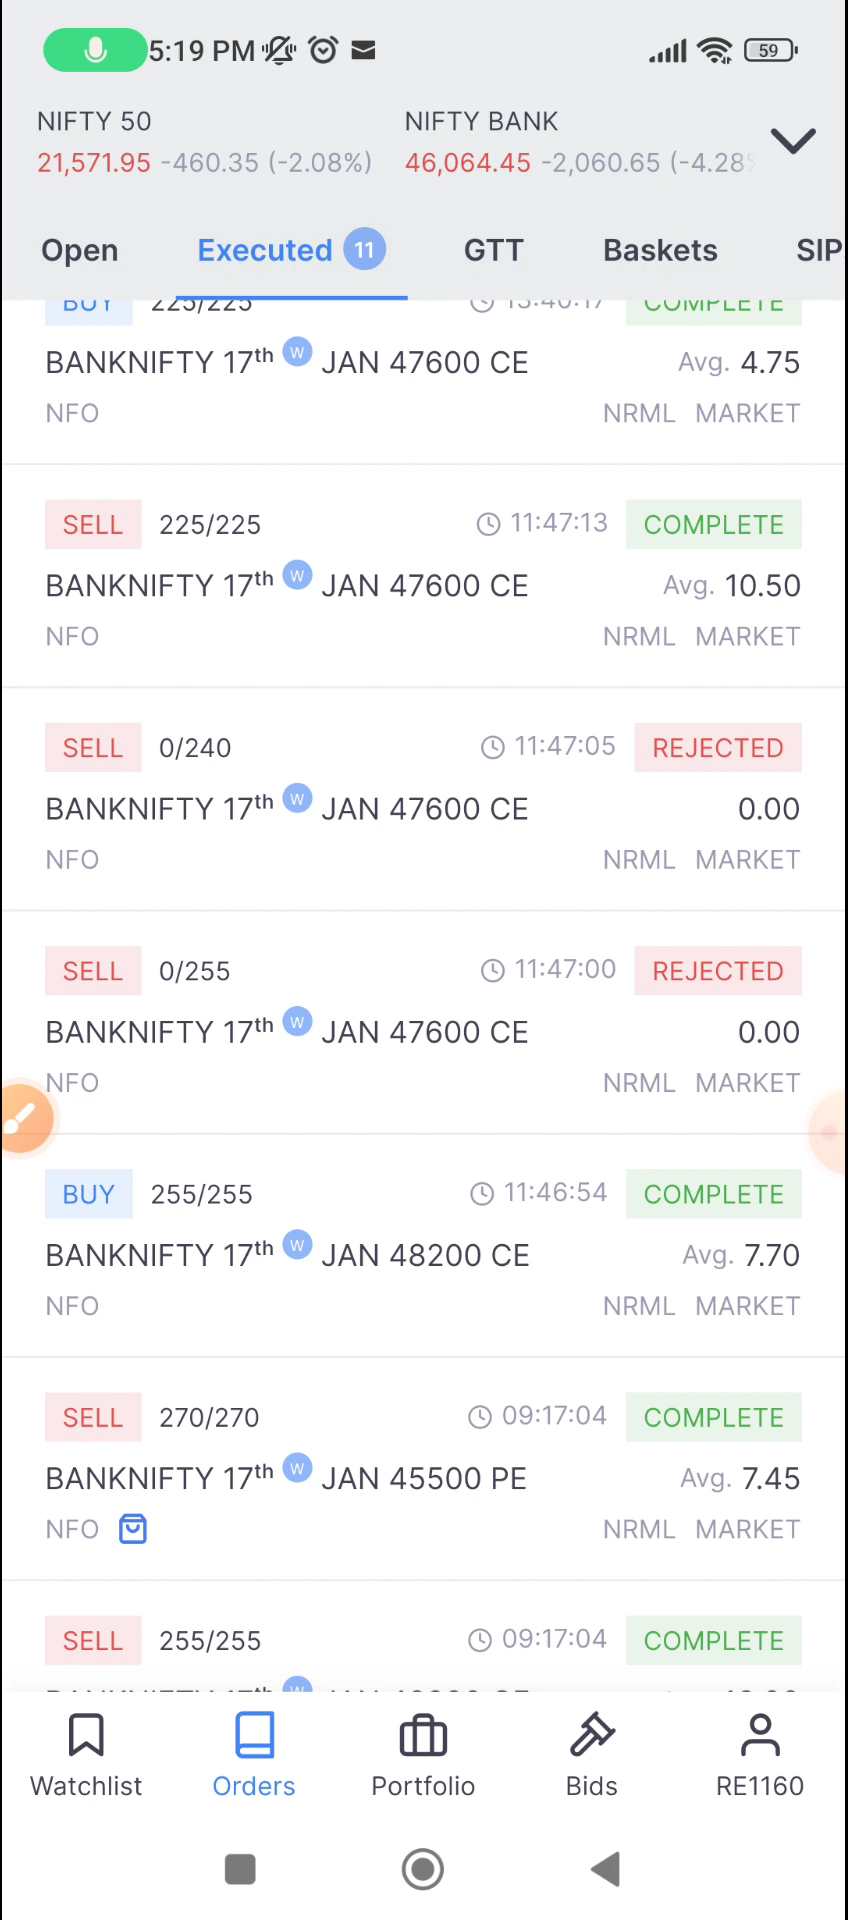 5:19 PM 59
NIFTY 50 NIFTY BANK
21,571.95 -460.35 (-2.08%) 46,064.45 -2,060.65 (-4.28%
Open Executed 11 GTT Baskets SIP
BUY 225/225 13:40:17 COMPLETE
BANKNIFTY 17th W JAN 47600 CE Avg. 4.75
NFO NRML MARKET
SELL 225/225 11:47:13 COMPLETE
BANKNIFTY 17th W JAN 47600 CE Avg. 10.50
NFO NRML MARKET
SELL 0/240 11:47:05 REJECTED
BANKNIFTY 17th W JAN 47600 CE 0.00
NFO NRML MARKET
SELL 0/255 11:47:00 REJECTED
BANKNIFTY 17th W JAN 47600 CE 0.00
NFO NRML MARKET
BUY 255/255 11:46:54 COMPLETE
BANKNIFTY 17th W JAN 48200 CE Avg. 7.70
NFO NRML MARKET
SELL 270/270 09:17:04 COMPLETE
BANKNIFTY 17th W JAN 45500 PE Avg. 7.45
NFO NRML MARKET
SELL 255/255 09:17:04 COMPLETE
Watchlist Orders Portfolio Bids RE1160